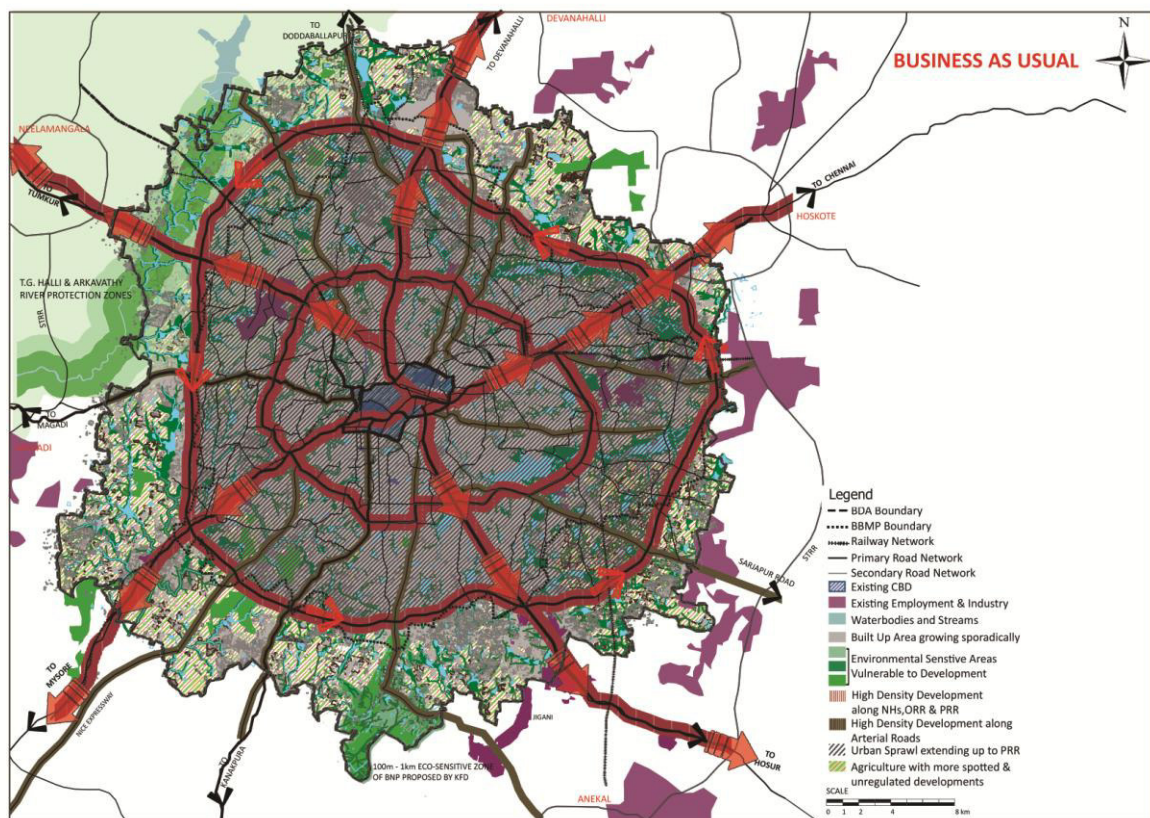 TO
DODDABALLAPUR
TO DEVANAHALLI
DEVANAHALLI
N
BUSINESS AS USUAL
NEELAMANGALA
TO
TUMKUR
TO CHENNAI
HOSKOTE
T.G. HALLI & ARKAVATHY
RIVER PROTECTION ZONES
STRR
TO
MAGADI
TO
MYSORE
NICE EXPRESSWAY
TO
KANAKPURA
100m - 1km ECO-SENSITIVE ZONE
OF BNP PROPOSED BY KFD
JIGANI
ANEKAL
TO
HOSUR
SARJAPUR ROAD
STRR
Legend
BDA Boundary
BBMP Boundary
Railway Network
Primary Road Network
Secondary Road Network
Existing CBD
Existing Employment & Industry
Waterbodies and Streams
Built Up Area growing sporadically
Environmental Senstive Areas
Vulnerable to Development
High Density Development
along NHs,ORR & PRR
High Density Development along
Arterial Roads
Urban Sprawl extending up to PRR
Agriculture with more spotted &
unregulated developments
SCALE
0 1 2 4 8 km